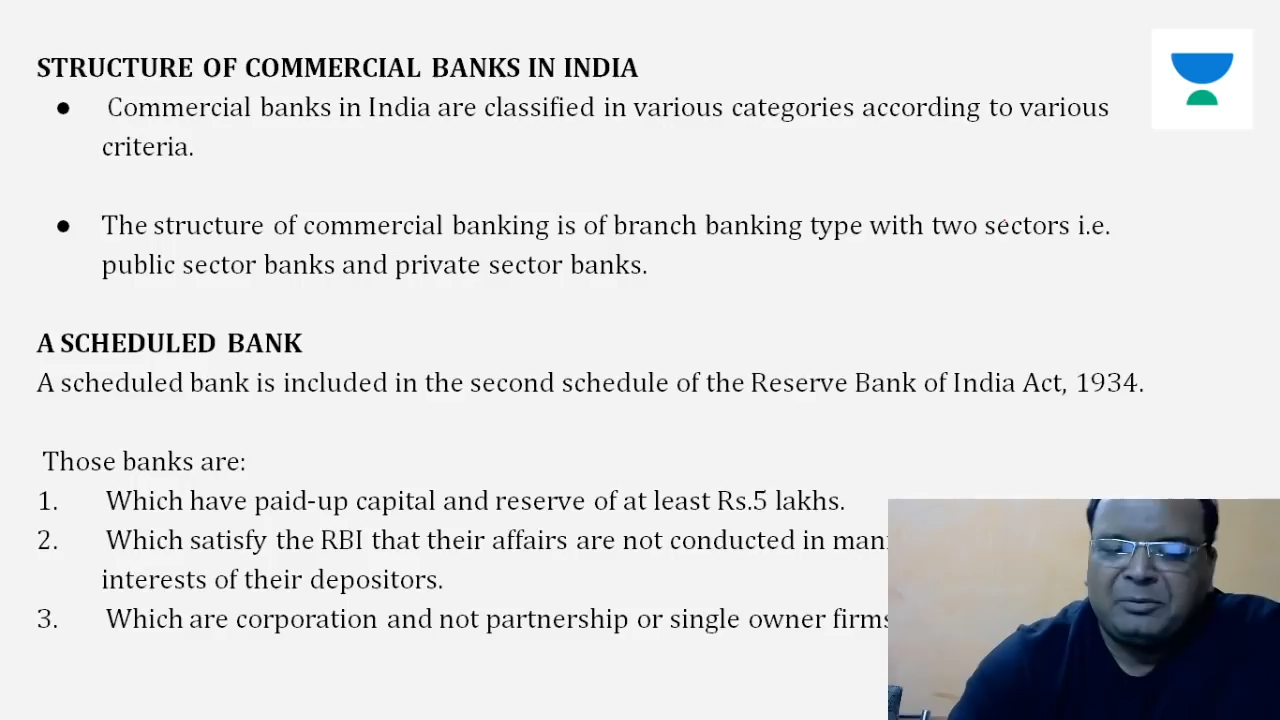 STRUCTURE OF COMMERCIAL BANKS IN INDIA
● Commercial banks in India are classified in various categories according to various
criteria.
● The structure of commercial banking is of branch banking type with two sectors i.e.
public sector banks and private sector banks.
A SCHEDULED BANK
A scheduled bank is included in the second schedule of the Reserve Bank of India Act, 1934.
Those banks are:
1. Which have paid-up capital and reserve of at least Rs.5 lakhs.
2. Which satisfy the RBI that their affairs are not conducted in
interests of their depositors.
3. Which are corporation and not partnership or single owner firms